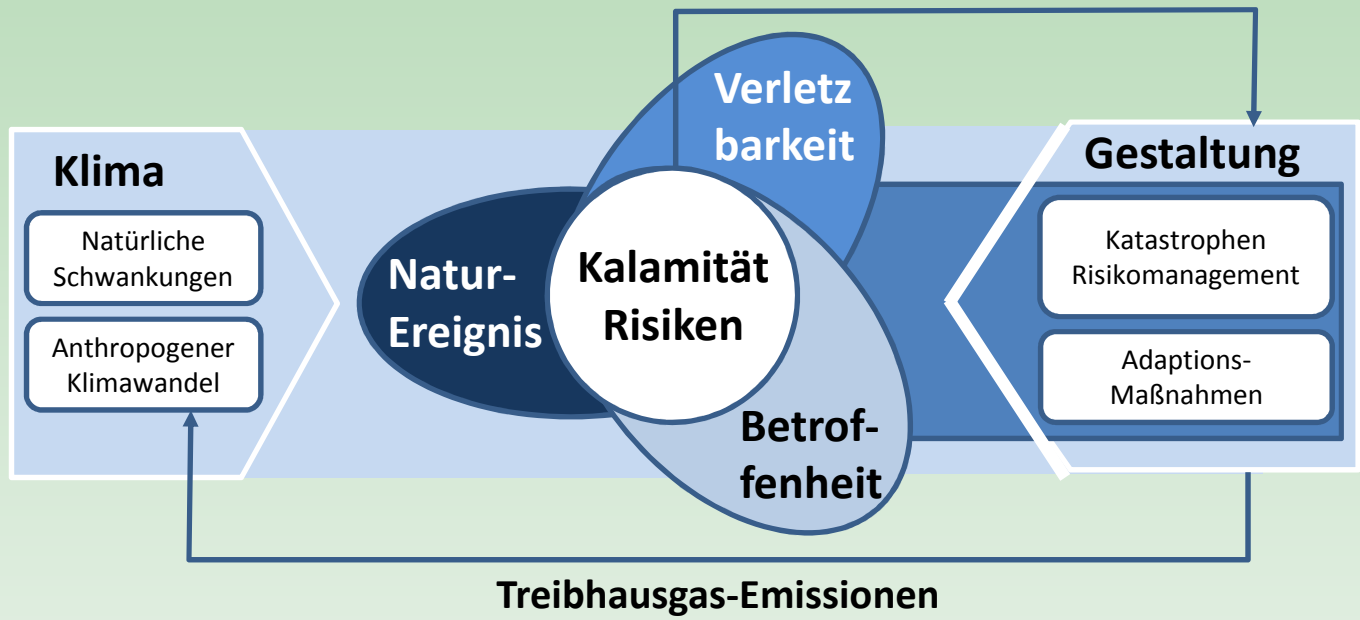 Klima
Natürliche
Schwankungen
Anthropogener
Klimawandel
Natur-
Ereignis
Verletz
barkeit
Kalamität
Risiken
Betrof-
fenheit
Gestaltung
Katastrophen
Risikomanagement
Adaptions-
Maßnahmen
Treibhausgas-Emissionen